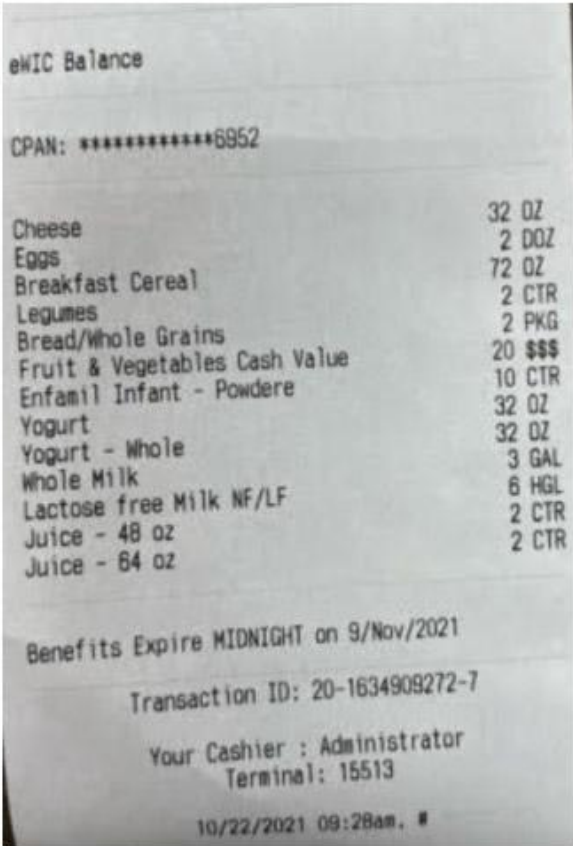 eWIC Balance
CPAN: ************6952
Cheese 32 OZ
Eggs 2 DOZ
Breakfast Cereal 72 OZ
Legumes 2 CTR
Bread/Whole Grains 2 PKG
Fruit & Vegetables Cash Value 20 $$$
Enfamil Infant - Powdere 10 CTR
Yogurt 32 OZ
Yogurt - Whole 32 OZ
Whole Milk 3 GAL
Lactose free Milk NF/LF 6 HGL
Juice - 48 oz 2 CTR
Juice - 64 oz 2 CTR
Benefits Expire MIDNIGHT on 9/Nov/2021
Transaction ID: 20-1634909272-7
Your Cashier : Administrator
Terminal: 15513
10/22/2021 09:28am. #